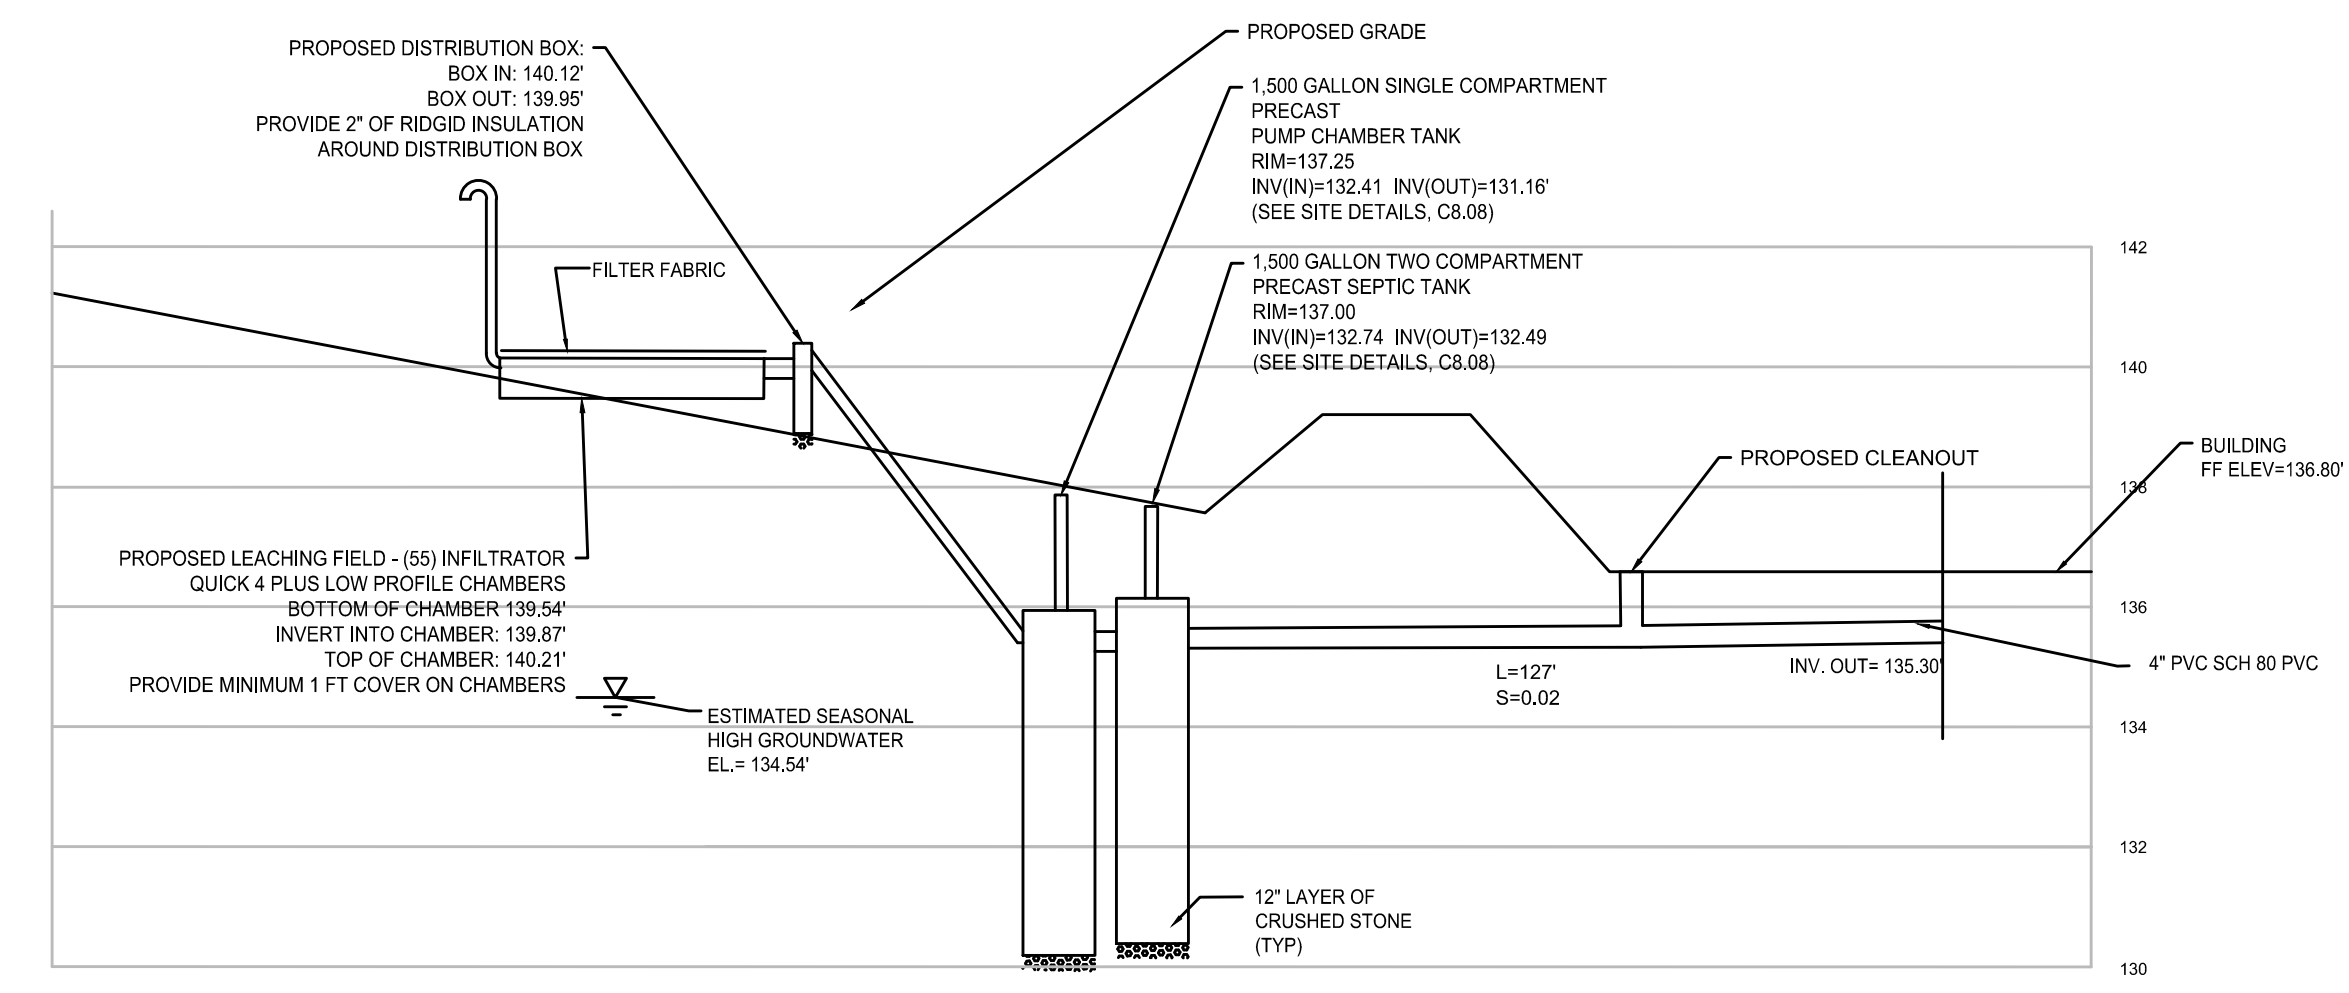 PROPOSED DISTRIBUTION BOX:
BOX IN: 140.12'
BOX OUT: 139.95'
PROVIDE 2" OF RIDGID INSULATION
AROUND DISTRIBUTION BOX
PROPOSED GRADE
1,500 GALLON SINGLE COMPARTMENT
PRECAST
PUMP CHAMBER TANK
RIM=137.25
INV(IN)=132.41 INV(OUT)=131.16'
(SEE SITE DETAILS, C8.08)
1,500 GALLON TWO COMPARTMENT
PRECAST SEPTIC TANK
RIM=137.00
INV(IN)=132.74 INV(OUT)=132.49
(SEE SITE DETAILS, C8.08)
FILTER FABRIC
PROPOSED CLEANOUT
BUILDING
FF ELEV=136.80'
PROPOSED LEACHING FIELD - (55) INFILTRATOR
QUICK 4 PLUS LOW PROFILE CHAMBERS
BOTTOM OF CHAMBER 139.54'
INVERT INTO CHAMBER: 139.87'
TOP OF CHAMBER: 140.21'
PROVIDE MINIMUM 1 FT COVER ON CHAMBERS
ESTIMATED SEASONAL
HIGH GROUNDWATER
EL.= 134.54'
L=127'
S=0.02
INV. OUT= 135.30'
4" PVC SCH 80 PVC
12" LAYER OF
CRUSHED STONE
(TYP)
142
140
138
136
134
132
130